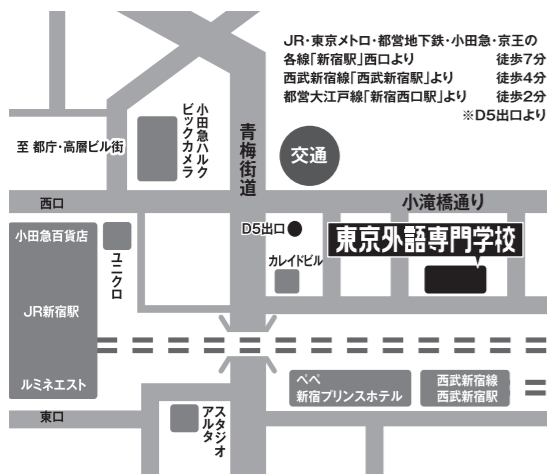 JR・東京メトロ・都営地下鉄・小田急・京王の
各線「新宿駅」西口より 徒歩7分
西武新宿線「西武新宿駅」より 徒歩4分
都営大江戸線「新宿西口駅」より 徒歩2分
※D5出口より
小田急ハルク
ビックカメラ
青梅街道
交通
至 都庁・高層ビル街
西口
小滝橋通り
小田急百貨店
ユニクロ
D5出口
東京外語専門学校
カレイドビル
JR新宿駅
ルミネエスト
ペペ
新宿プリンスホテル
西武新宿線
西武新宿駅
東口
スタジオ
アルタ